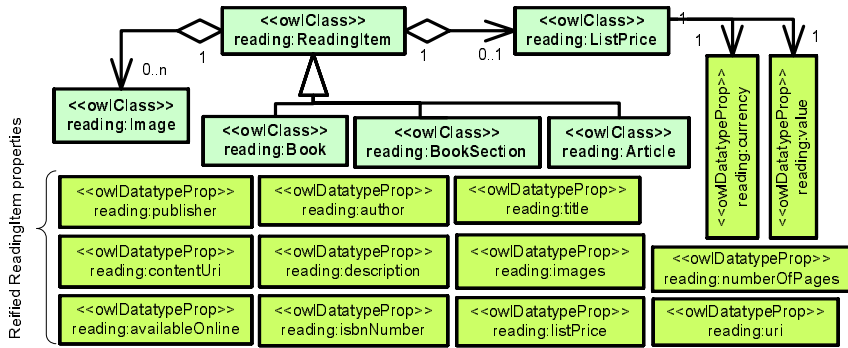 <<owlClass>>
reading:ReadingItem
<<owlClass>>
reading:ListPrice
1
1
0..n
1
0..1
1
1
<<owlClass>>
reading:Image
<<owlClass>>
reading:Book
<<owlClass>>
reading:BookSection
<<owlClass>>
reading:Article
<<owlDatatypeProp>>
reading:currency
<<owlDatatypeProp>>
reading:value
Reified ReadingItem properties
<<owlDatatypeProp>>
reading:publisher
<<owlDatatypeProp>>
reading:author
<<owlDatatypeProp>>
reading:title
<<owlDatatypeProp>>
reading:contentUri
<<owlDatatypeProp>>
reading:description
<<owlDatatypeProp>>
reading:images
<<owlDatatypeProp>>
reading:numberOfPages
<<owlDatatypeProp>>
reading:availableOnline
<<owlDatatypeProp>>
reading:isbnNumber
<<owlDatatypeProp>>
reading:listPrice
<<owlDatatypeProp>>
reading:uri